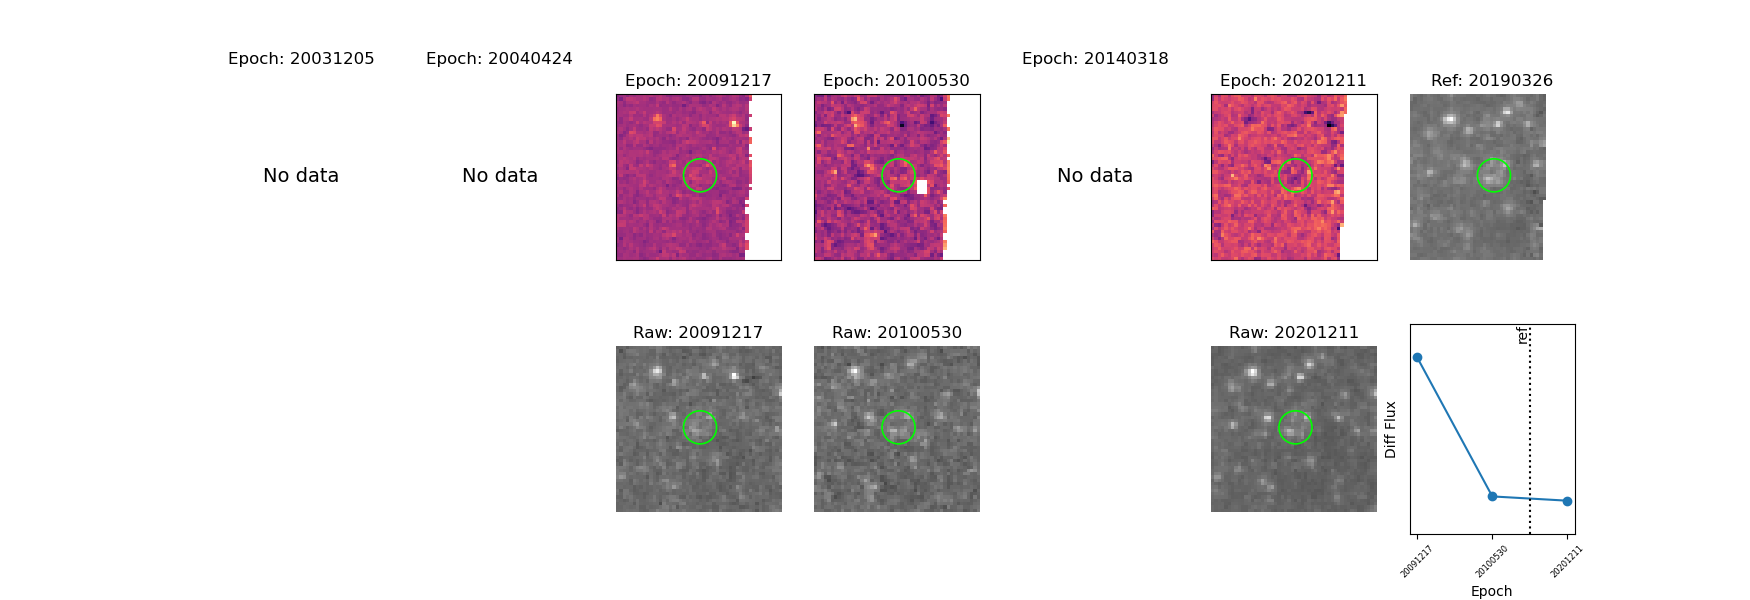 Epoch: 20031205
Epoch: 20040424
Epoch: 20091217
Epoch: 20100530
Epoch: 20140318
Epoch: 20201211
Ref: 20190326
No data
No data
No data
Raw: 20091217
Raw: 20100530
Raw: 20201211
ref
Diff Flux
20091217
20100530
20201211
Epoch